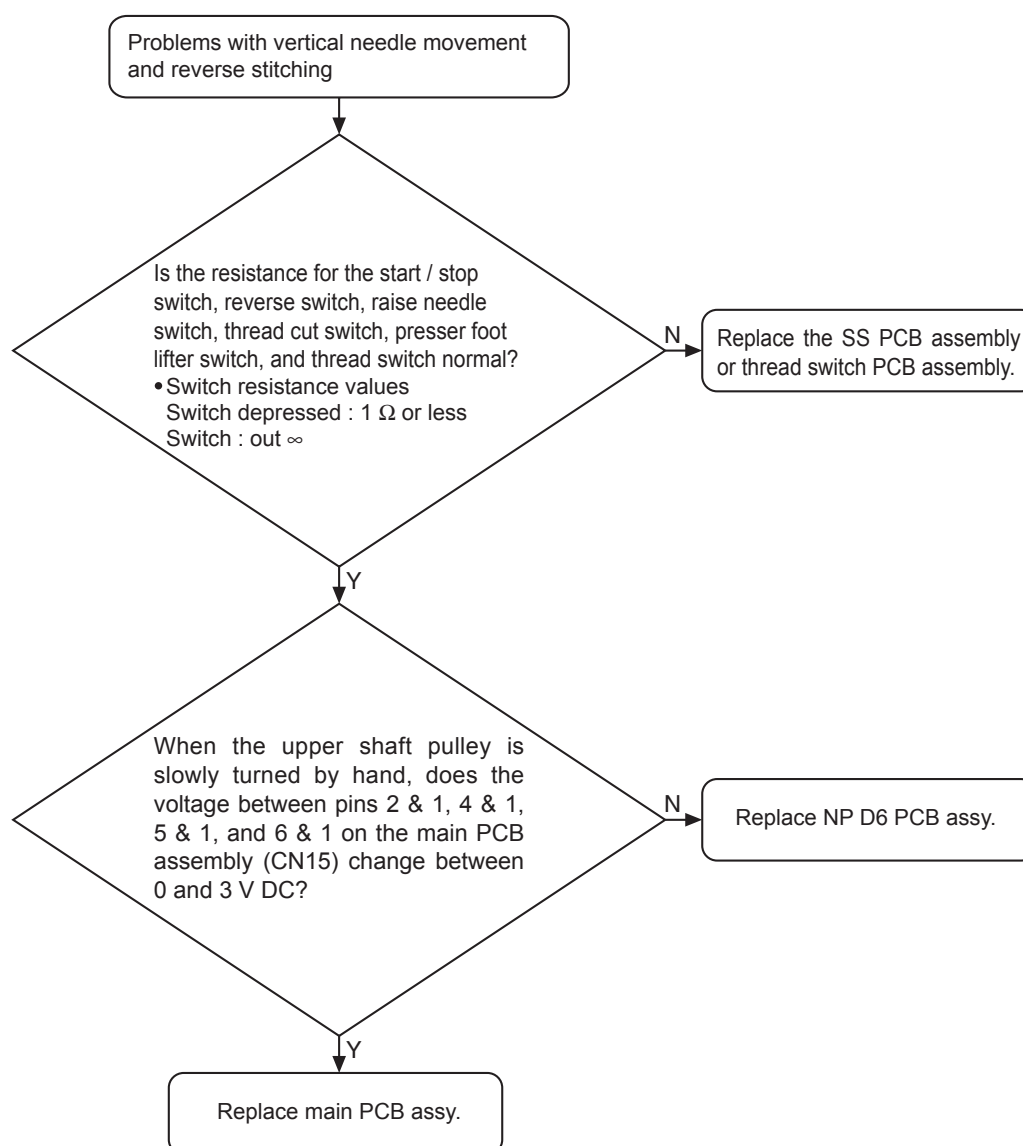 Problems with vertical needle movement
and reverse stitching
Is the resistance for the start / stop
switch, reverse switch, raise needle
switch, thread cut switch, presser foot
lifter switch, and thread switch normal?
• Switch resistance values
Switch depressed : 1 Ω or less
Switch : out ∞
N
Replace the SS PCB assembly
or thread switch PCB assembly.
Y
When the upper shaft pulley is
slowly turned by hand, does the
voltage between pins 2 & 1, 4 & 1,
5 & 1, and 6 & 1 on the main PCB
assembly (CN15) change between
0 and 3 V DC?
N
Replace NP D6 PCB assy.
Y
Replace main PCB assy.